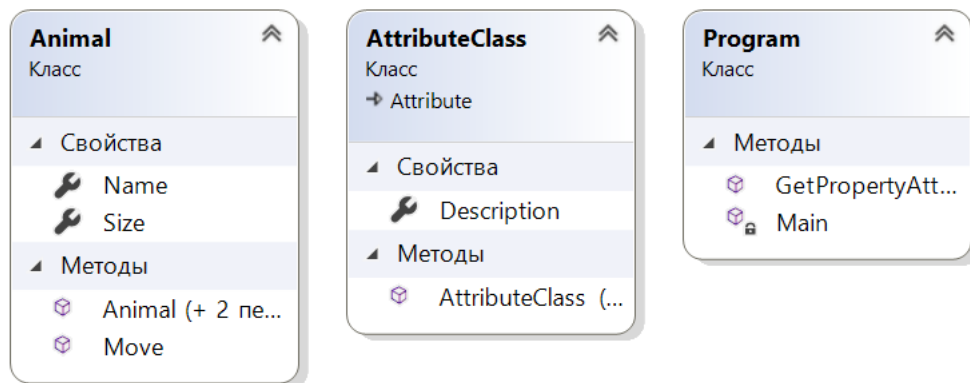 Animal
Класс
Свойства
Name
Size
Методы
Animal (+ 2 пе...
Move
AttributeClass
Класс
Attribute
Свойства
Description
Методы
AttributeClass (...
Program
Класс
Методы
GetPropertyAtt...
Main